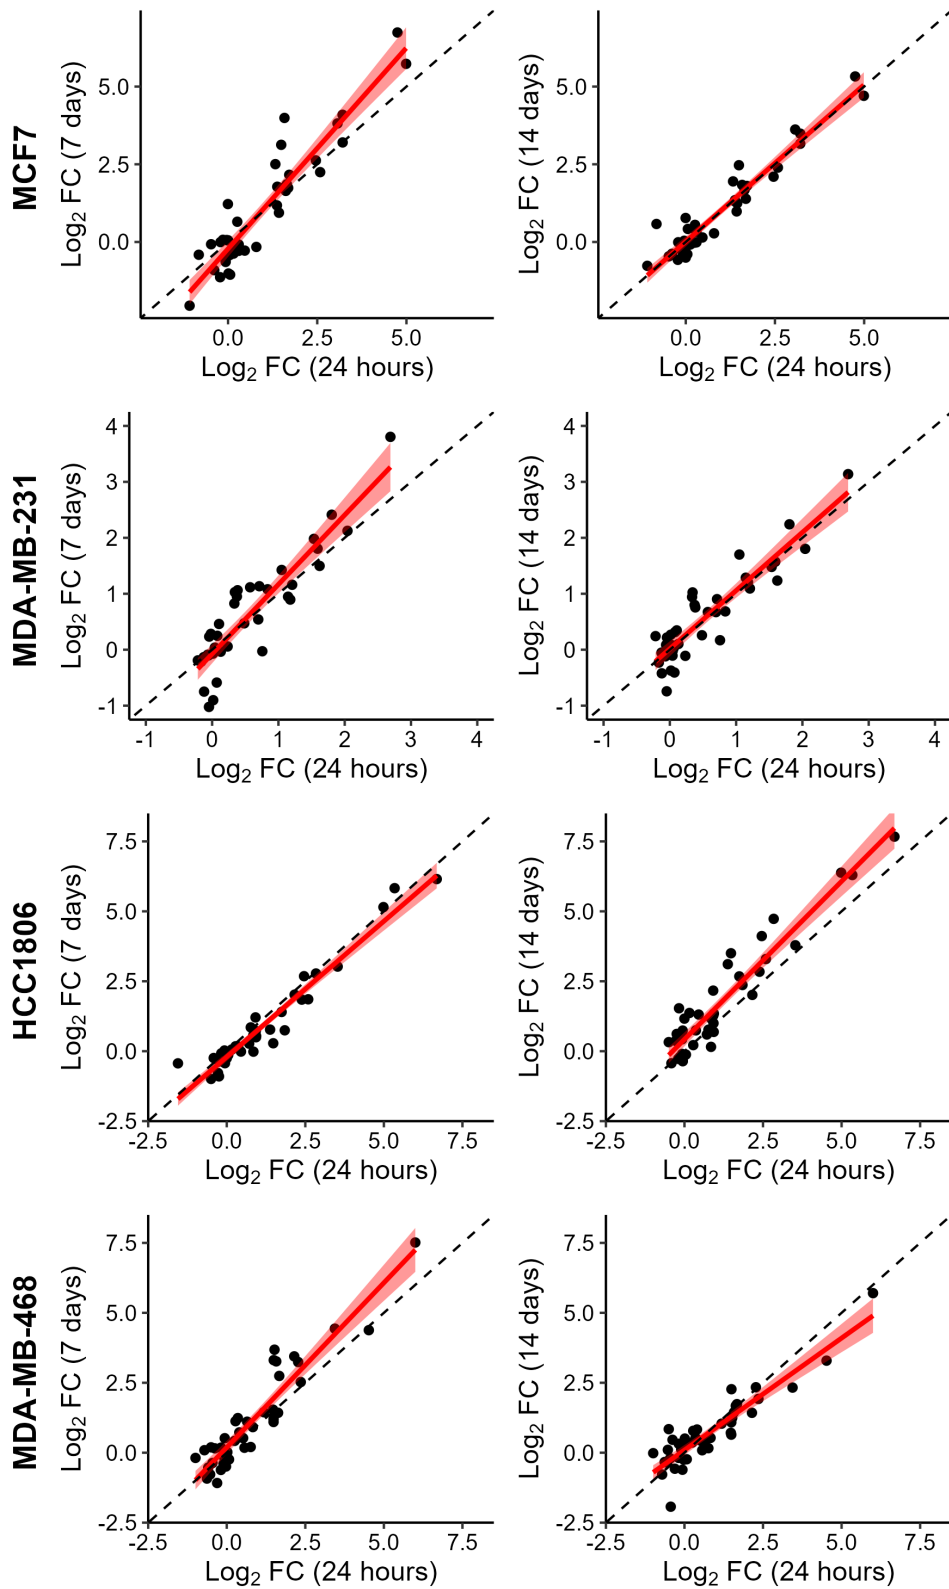 MCF7
Log2 FC (7 days)
5.0
2.5
0.0
0.0 2.5 5.0
Log2 FC (24 hours)
Log2 FC (14 days)
5.0
2.5
0.0
0.0 2.5 5.0
Log2 FC (24 hours)
MDA-MB-231
Log2 FC (7 days)
4
3
2
1
0
-1
-1 0 1 2 3 4
Log2 FC (24 hours)
Log2 FC (14 days)
4
3
2
1
0
-1
-1 0 1 2 3 4
Log2 FC (24 hours)
HCC1806
Log2 FC (7 days)
7.5
5.0
2.5
0.0
-2.5
-2.5 0.0 2.5 5.0 7.5
Log2 FC (24 hours)
Log2 FC (14 days)
7.5
5.0
2.5
0.0
-2.5
-2.5 0.0 2.5 5.0 7.5
Log2 FC (24 hours)
MDA-MB-468
Log2 FC (7 days)
7.5
5.0
2.5
0.0
-2.5
-2.5 0.0 2.5 5.0 7.5
Log2 FC (24 hours)
Log2 FC (14 days)
7.5
5.0
2.5
0.0
-2.5
-2.5 0.0 2.5 5.0 7.5
Log2 FC (24 hours)